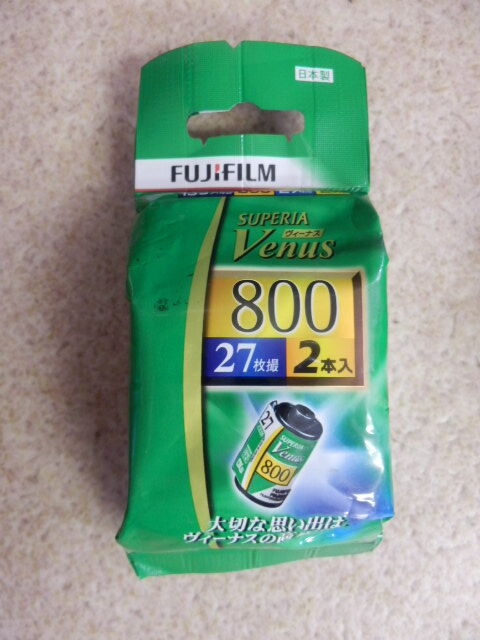 日本製
FUJIFILM
SUPERIA
Venus
ヴィーナス
800
27枚撮
2本入
27
SUPERIA
Venus
800
大切な思い出は、
ヴィーナスの